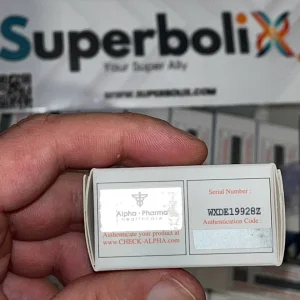 SuperboliX
Your Super Ally
WWW.SUPERBOLIX.COM
Alpha-Pharma
Healthcare
Authenticate your product at
www.CHECK-ALPHA.COM
Serial Number :
WXDE19928Z
Authentication Code :